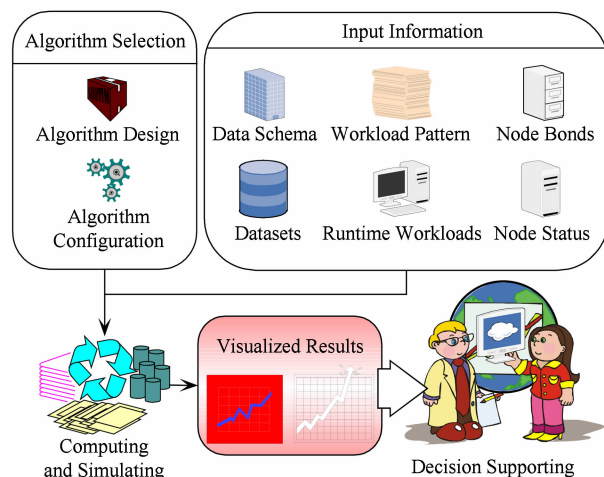 Algorithm Selection
Algorithm Design
Algorithm
Configuration
Input Information
Data Schema
Workload Pattern
Node Bonds
Datasets
Runtime Workloads
Node Status
Computing
and Simulating
Visualized Results
Decision Supporting